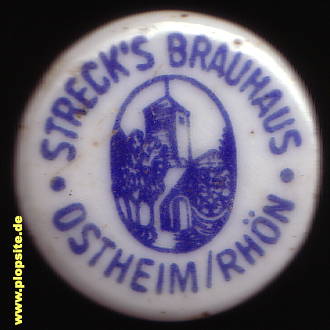 • STRECK'S BRAUHAUS •
OSTHEIM/RHÖN
www.plopsite.de